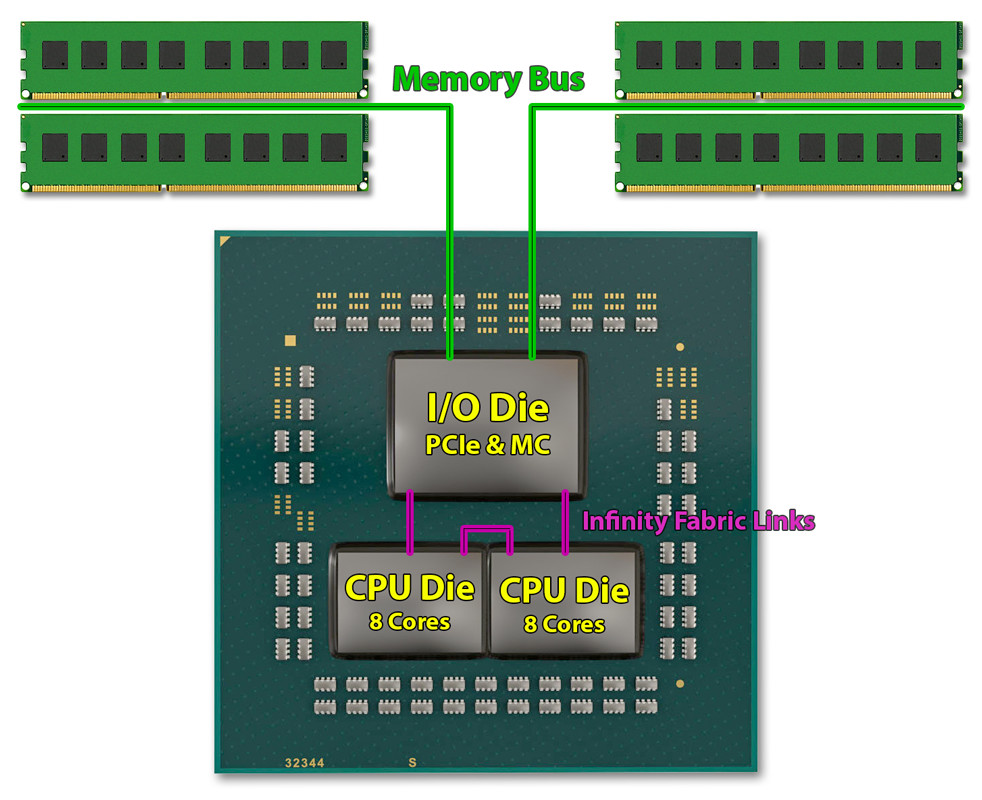 Memory Bus
I/O Die
PCIe & MC
Infinity Fabric Links
CPU Die
8 Cores
CPU Die
8 Cores
32344
S